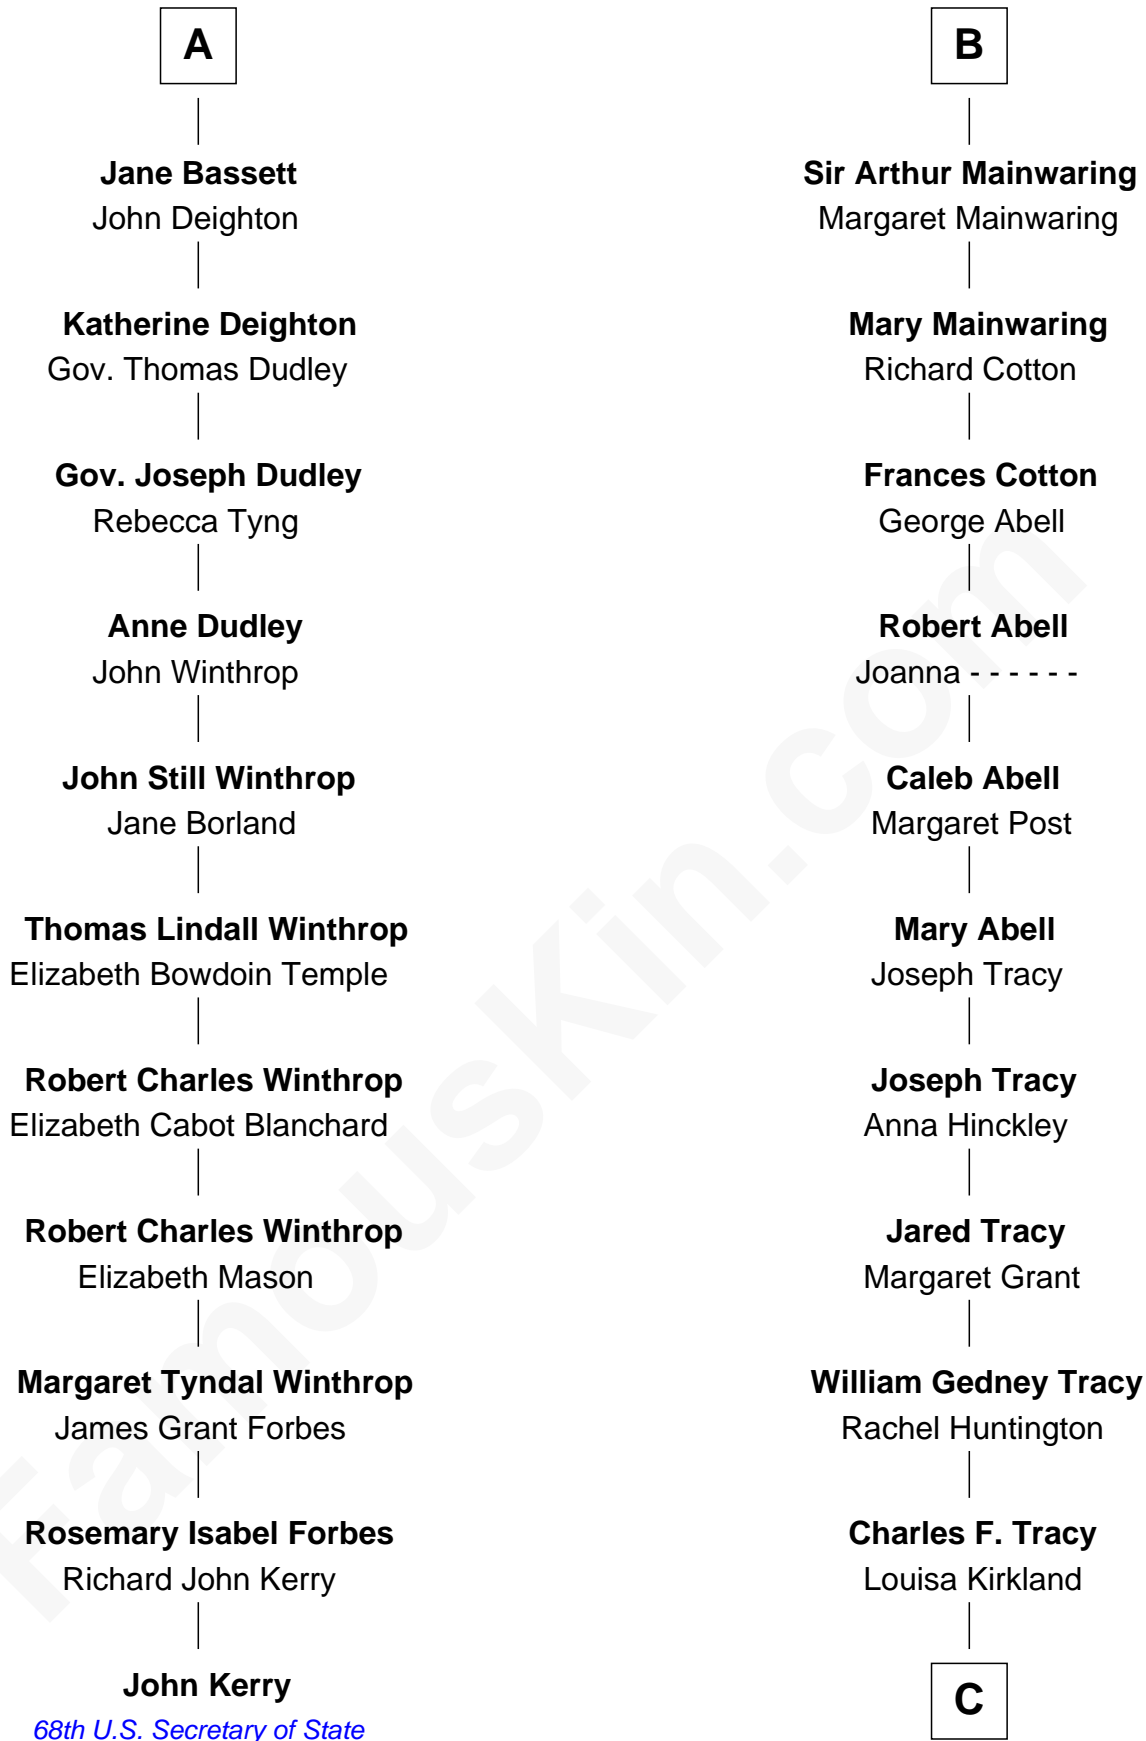 A
Jane Bassett
John Deighton
Katherine Deighton
Gov. Thomas Dudley
Gov. Joseph Dudley
Rebecca Tyng
Anne Dudley
John Winthrop
John Still Winthrop
Jane Borland
Thomas Lindall Winthrop
Elizabeth Bowdoin Temple
Robert Charles Winthrop
Elizabeth Cabot Blanchard
Robert Charles Winthrop
Elizabeth Mason
Margaret Tyndal Winthrop
James Grant Forbes
Rosemary Isabel Forbes
Richard John Kerry
John Kerry
68th U.S. Secretary of State
B
Sir Arthur Mainwaring
Margaret Mainwaring
Mary Mainwaring
Richard Cotton
Frances Cotton
George Abell
Robert Abell
Joanna - - - - - -
Caleb Abell
Margaret Post
Mary Abell
Joseph Tracy
Joseph Tracy
Anna Hinckley
Jared Tracy
Margaret Grant
William Gedney Tracy
Rachel Huntington
Charles F. Tracy
Louisa Kirkland
C
FamousKin.com